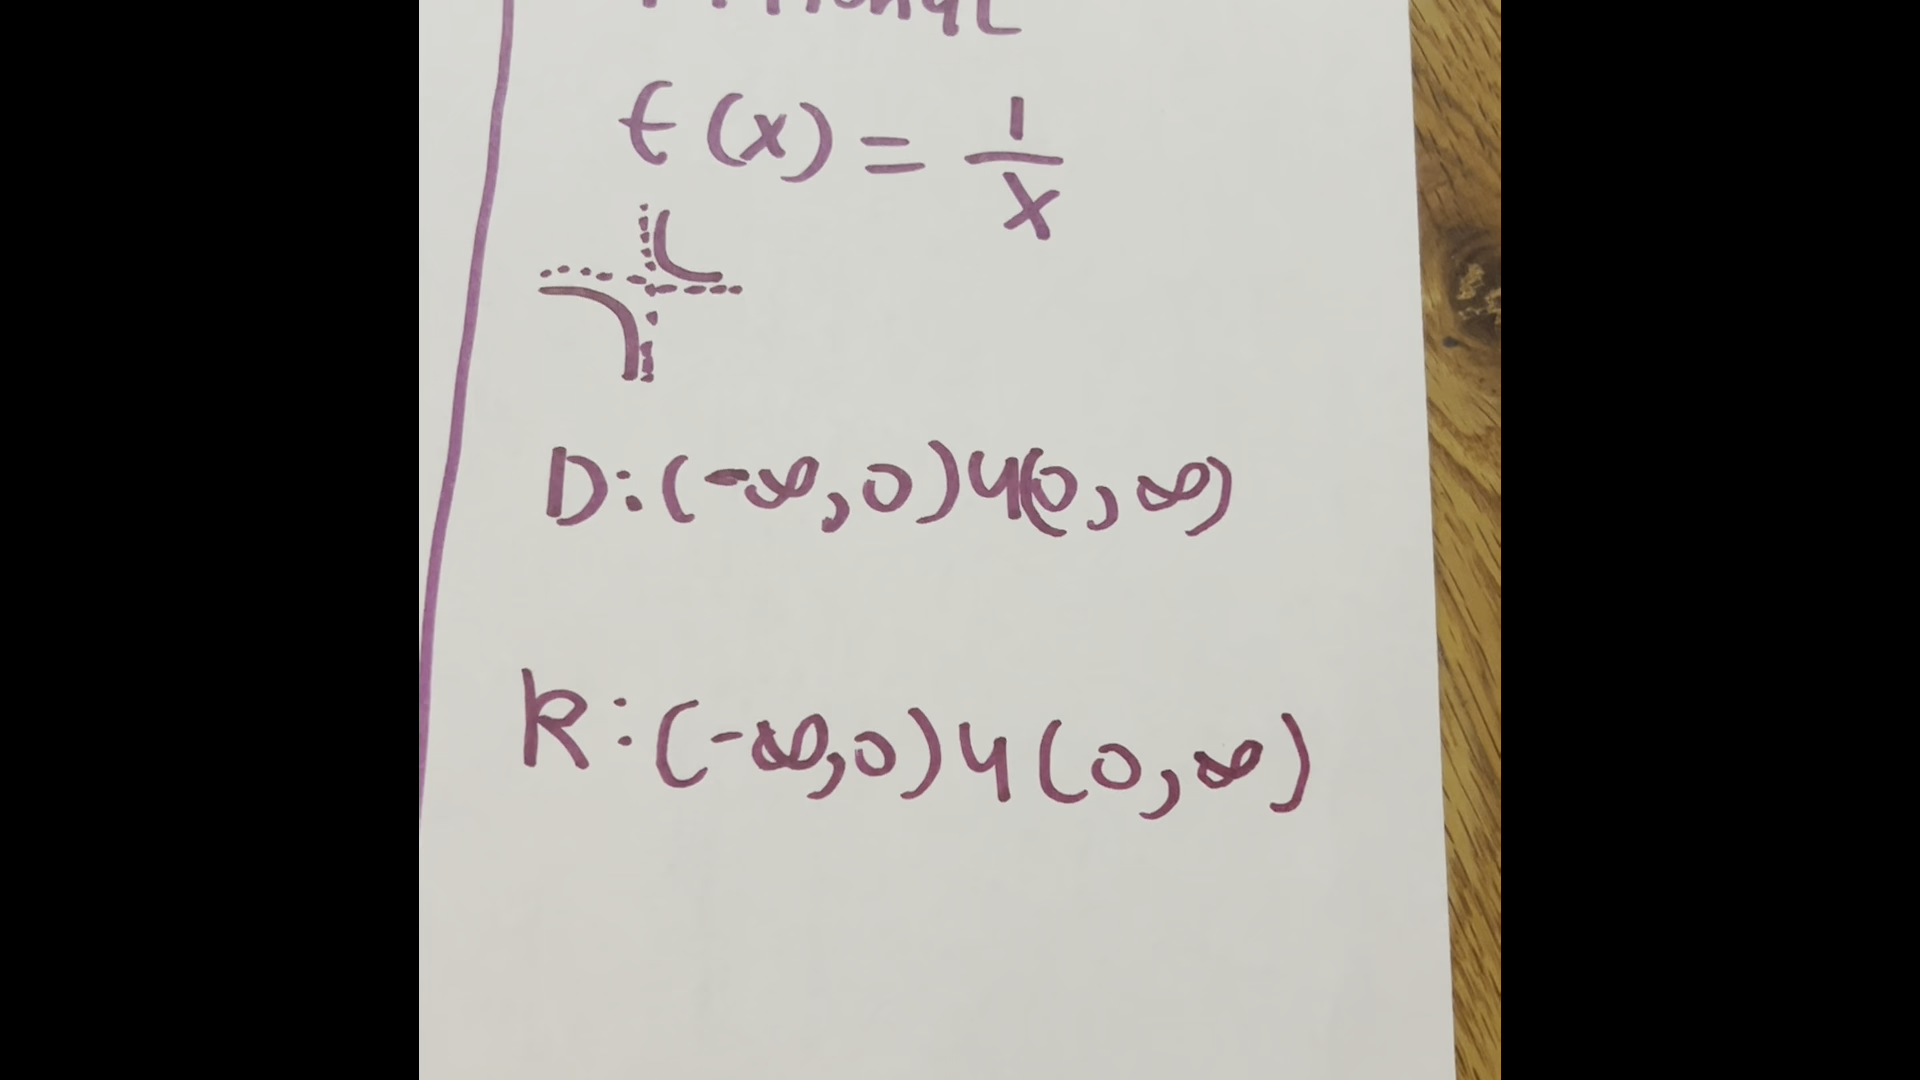 f(x) = 1/x
D: (-∞, 0) ∪ (0, ∞)
R: (-∞, 0) ∪ (0, ∞)